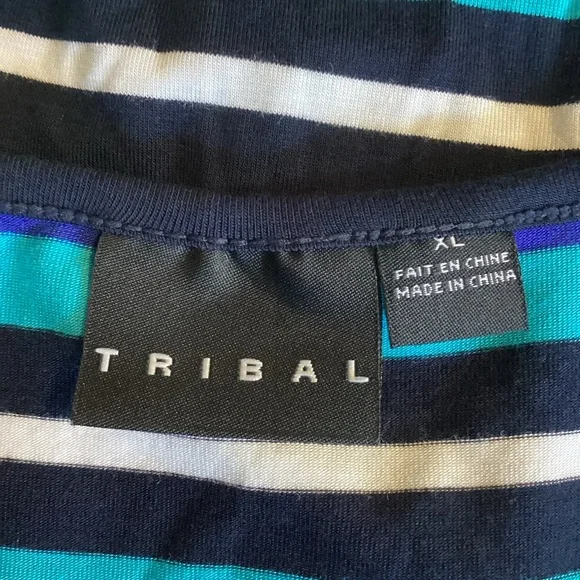 TRIBAL
XL
FAIT EN CHINE
MADE IN CHINA